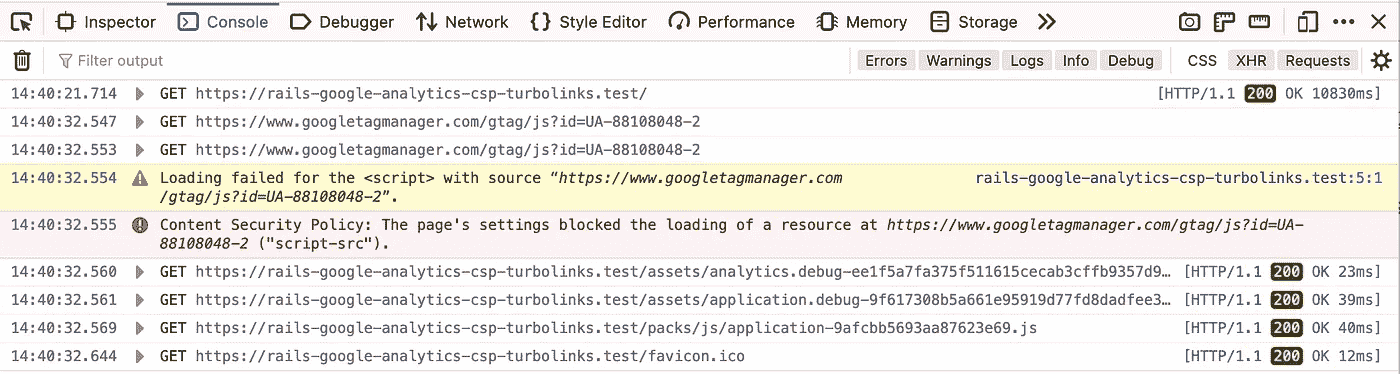 Inspector Console Debugger Network Style Editor Performance Memory Storage
Filter output Errors Warnings Logs Info Debug CSS XHR Requests
14:40:21.714 GET https://rails-google-analytics-csp-turbolinks.test/ [HTTP/1.1 200 OK 10830ms]
14:40:32.547 GET https://www.googletagmanager.com/gtag/js?id=UA-88108048-2
14:40:32.553 GET https://www.googletagmanager.com/gtag/js?id=UA-88108048-2
14:40:32.554 Loading failed for the <script> with source “https://www.googletagmanager.com rails-google-analytics-csp-turbolinks.test:5:1
/gtag/js?id=UA-88108048-2”.
14:40:32.555 Content Security Policy: The page's settings blocked the loading of a resource at https://www.googletagmanager.com/gtag/js?id=UA-
88108048-2 ("script-src").
14:40:32.560 GET https://rails-google-analytics-csp-turbolinks.test/assets/analytics.debug-ee1f5a7fa375f511615cecab3cffb9357d9… [HTTP/1.1 200 OK 23ms]
14:40:32.561 GET https://rails-google-analytics-csp-turbolinks.test/assets/application.debug-9f617308b5a661e95919d77fd8dadfee3… [HTTP/1.1 200 OK 39ms]
14:40:32.569 GET https://rails-google-analytics-csp-turbolinks.test/packs/js/application-9afcbb5693aa87623e69.js [HTTP/1.1 200 OK 40ms]
14:40:32.644 GET https://rails-google-analytics-csp-turbolinks.test/favicon.ico [HTTP/1.1 200 OK 12ms]